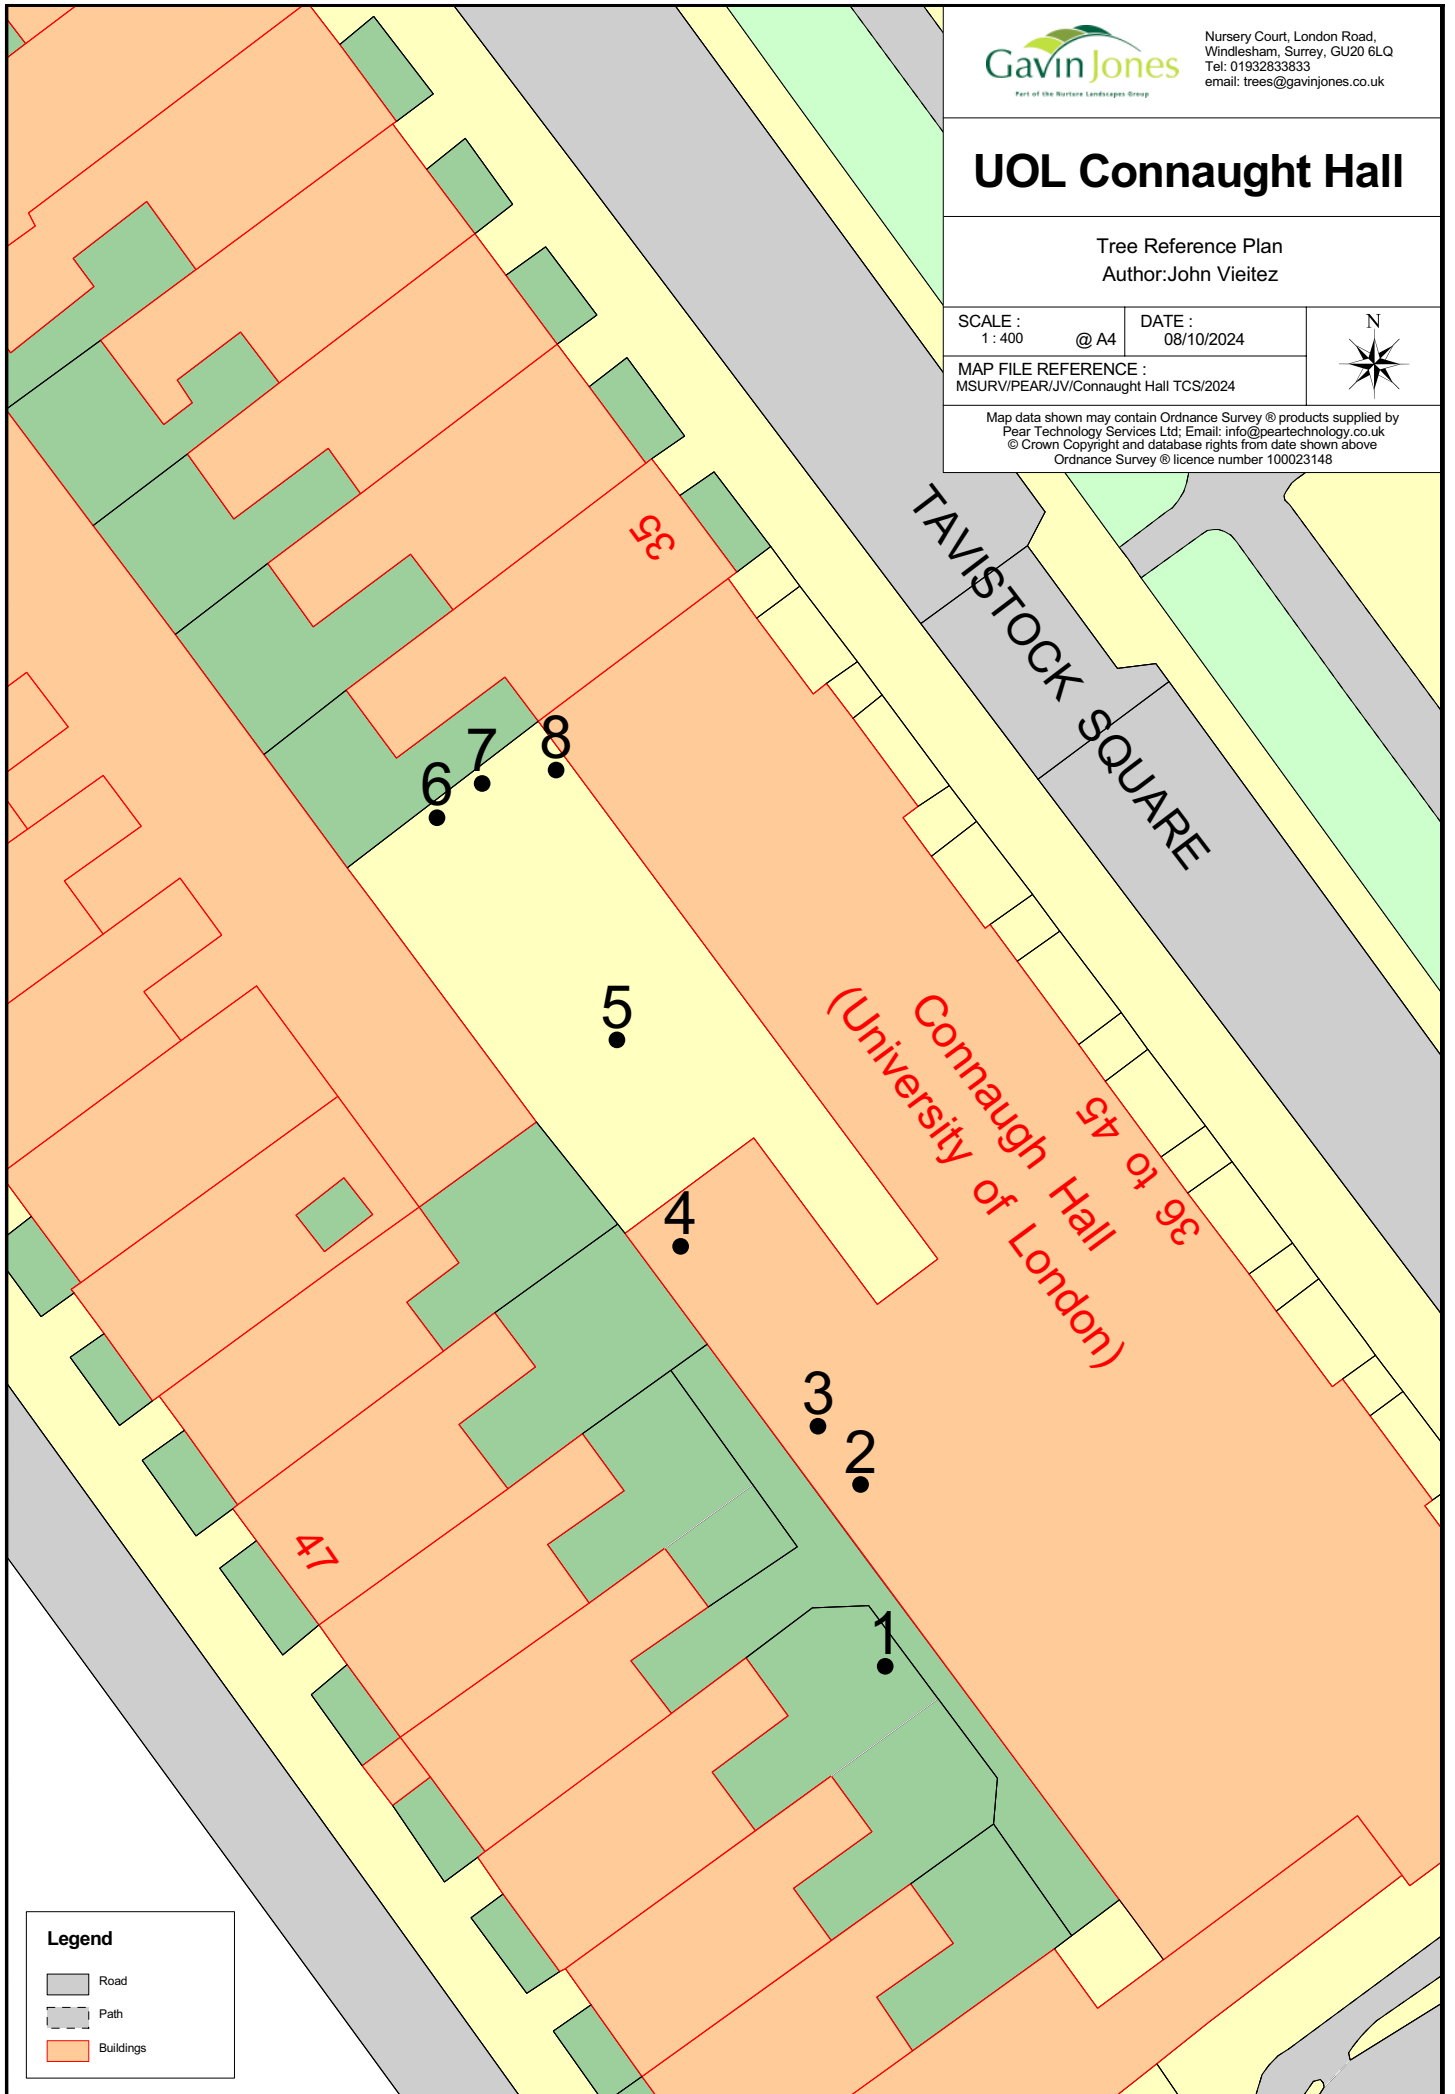 Gavin Jones
Part of the Nurture Landscapes Group
Nursery Court, London Road,
Windlesham, Surrey, GU20 6LQ
Tel: 01932833833
email: trees@gavinjones.co.uk
UOL Connaught Hall
Tree Reference Plan
Author:John Vieitez
SCALE :
1 : 400 @ A4
DATE :
08/10/2024
N
MAP FILE REFERENCE :
MSURV/PEAR/JV/Connaught Hall TCS/2024
Map data shown may contain Ordnance Survey ® products supplied by
Pear Technology Services Ltd; Email: info@peartechnology.co.uk
© Crown Copyright and database rights from date shown above
Ordnance Survey ® licence number 100023148
TAVISTOCK SQUARE
35
8
7
6
5
Connaugh Hall
(University of London)
36 to 45
4
3
2
47
1
Legend
Road
Path
Buildings